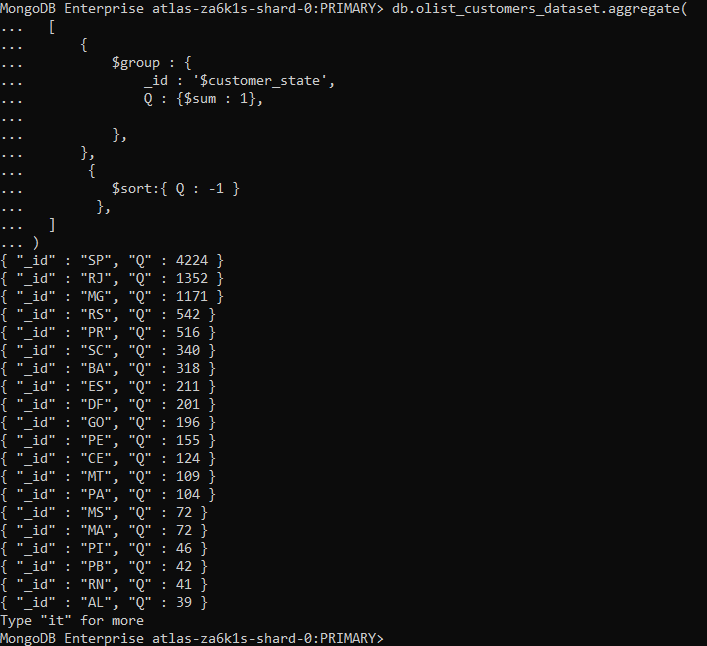 MongoDB Enterprise atlas-za6k1s-shard-0:PRIMARY> db.olist_customers_dataset.aggregate(
...    [
...        {
...            $group : {
...                _id : '$customer_state',
...                Q : {$sum : 1},
...
...            },
...        },
...         {
...            $sort:{ Q : -1 }
...          },
...    ]
... )
{ "_id" : "SP", "Q" : 4224 }
{ "_id" : "RJ", "Q" : 1352 }
{ "_id" : "MG", "Q" : 1171 }
{ "_id" : "RS", "Q" : 542 }
{ "_id" : "PR", "Q" : 516 }
{ "_id" : "SC", "Q" : 340 }
{ "_id" : "BA", "Q" : 318 }
{ "_id" : "ES", "Q" : 211 }
{ "_id" : "DF", "Q" : 201 }
{ "_id" : "GO", "Q" : 196 }
{ "_id" : "PE", "Q" : 155 }
{ "_id" : "CE", "Q" : 124 }
{ "_id" : "MT", "Q" : 109 }
{ "_id" : "PA", "Q" : 104 }
{ "_id" : "MS", "Q" : 72 }
{ "_id" : "MA", "Q" : 72 }
{ "_id" : "PI", "Q" : 46 }
{ "_id" : "PB", "Q" : 42 }
{ "_id" : "RN", "Q" : 41 }
{ "_id" : "AL", "Q" : 39 }
Type "it" for more
MongoDB Enterprise atlas-za6k1s-shard-0:PRIMARY>